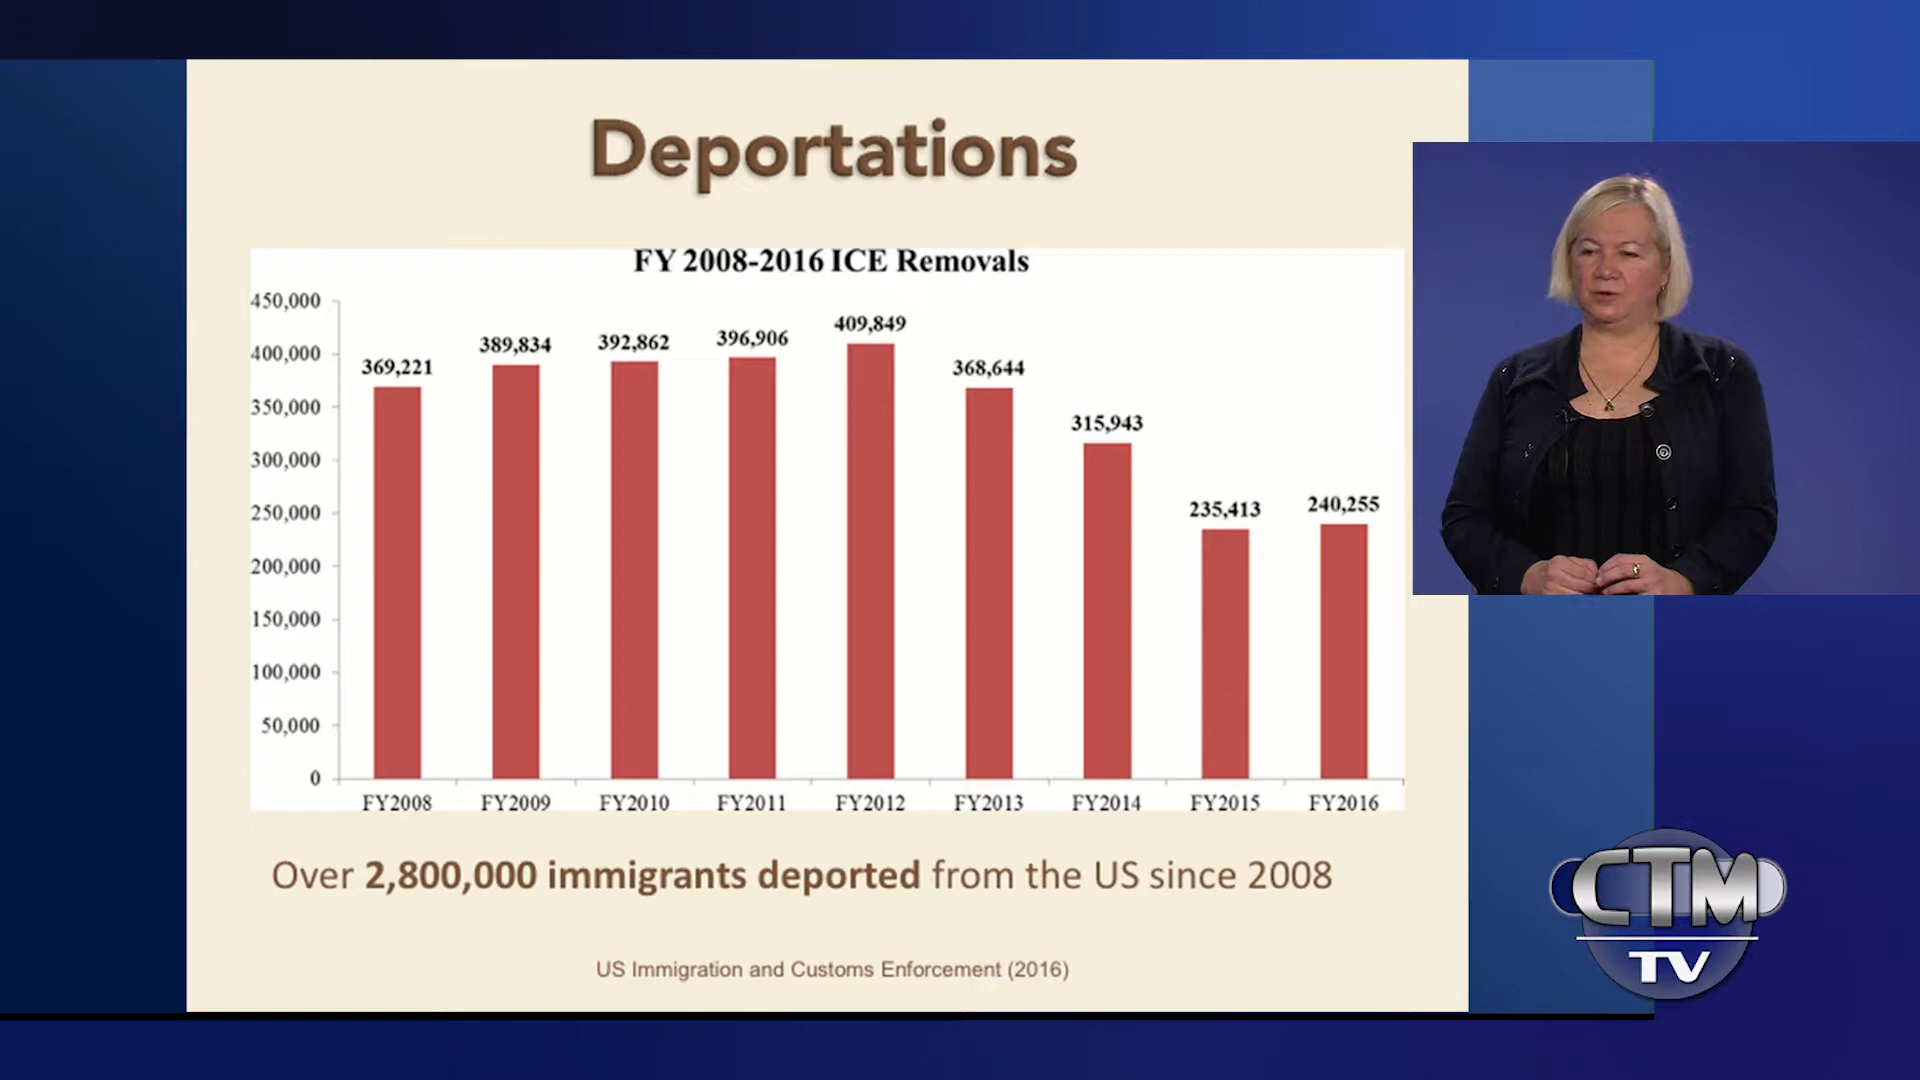 Deportations
FY 2008-2016 ICE Removals
450,000
400,000
350,000
300,000
250,000
200,000
150,000
100,000
50,000
0
369,221
389,834
392,862
396,906
409,849
368,644
315,943
235,413
240,255
FY2008 FY2009 FY2010 FY2011 FY2012 FY2013 FY2014 FY2015 FY2016
Over 2,800,000 immigrants deported from the US since 2008
US Immigration and Customs Enforcement (2016)
CTM
TV